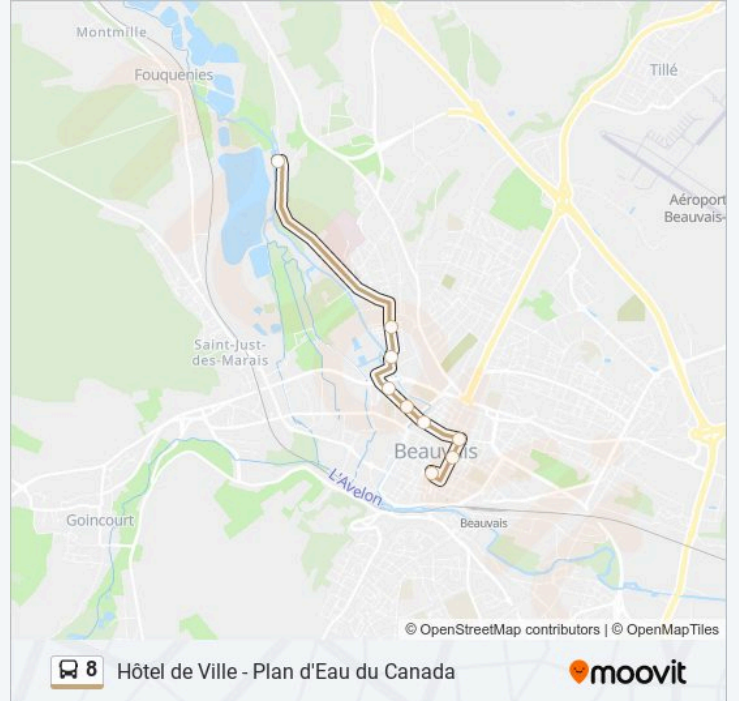 Montmille
Fouquenies
Tillé
Aéroport
Beauvais-
Saint-Just-
des-Marais
Beauvais
L'Avelon
Goincourt
Beauvais
© OpenStreetMap contributors | © OpenMapTiles
8 Hôtel de Ville - Plan d'Eau du Canada
moovit